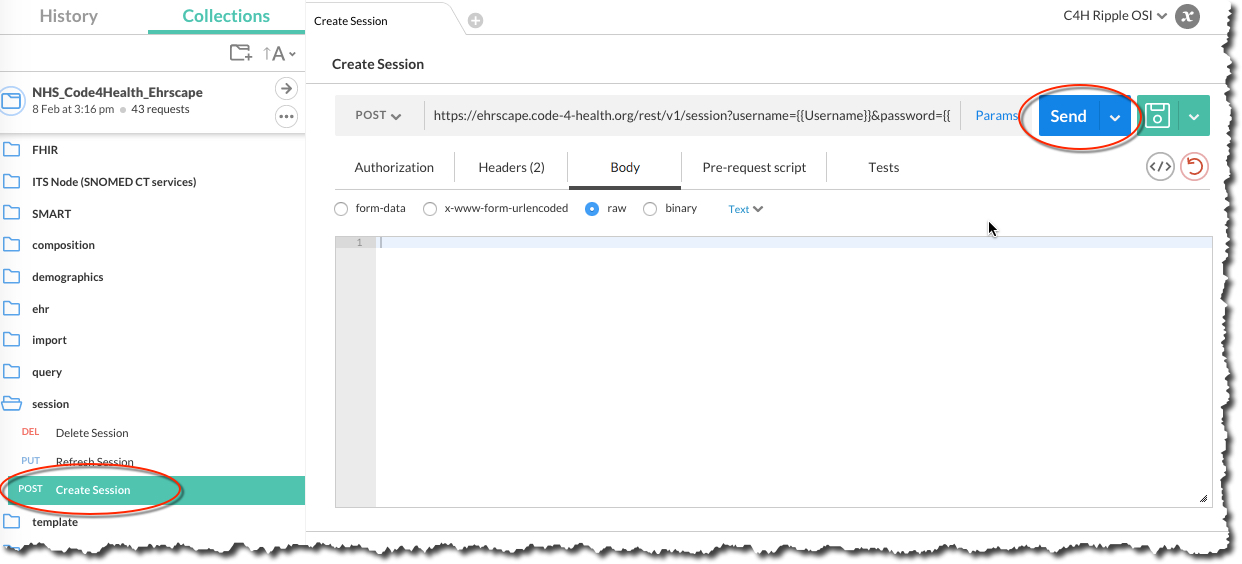 History Collections
↑A
NHS_Code4Health_Ehrscape
8 Feb at 3:16 pm • 43 requests
FHIR
ITS Node (SNOMED CT services)
SMART
composition
demographics
ehr
import
query
session
DEL Delete Session
PUT Refresh Session
POST Create Session
template
Create Session
C4H Ripple OSI
x
Create Session
POST https://ehrscape.code-4-health.org/rest/v1/session?username={{Username}}&password={{ Params Send
Authorization Headers (2) Body Pre-request script Tests
form-data x-www-form-urlencoded raw binary Text
1